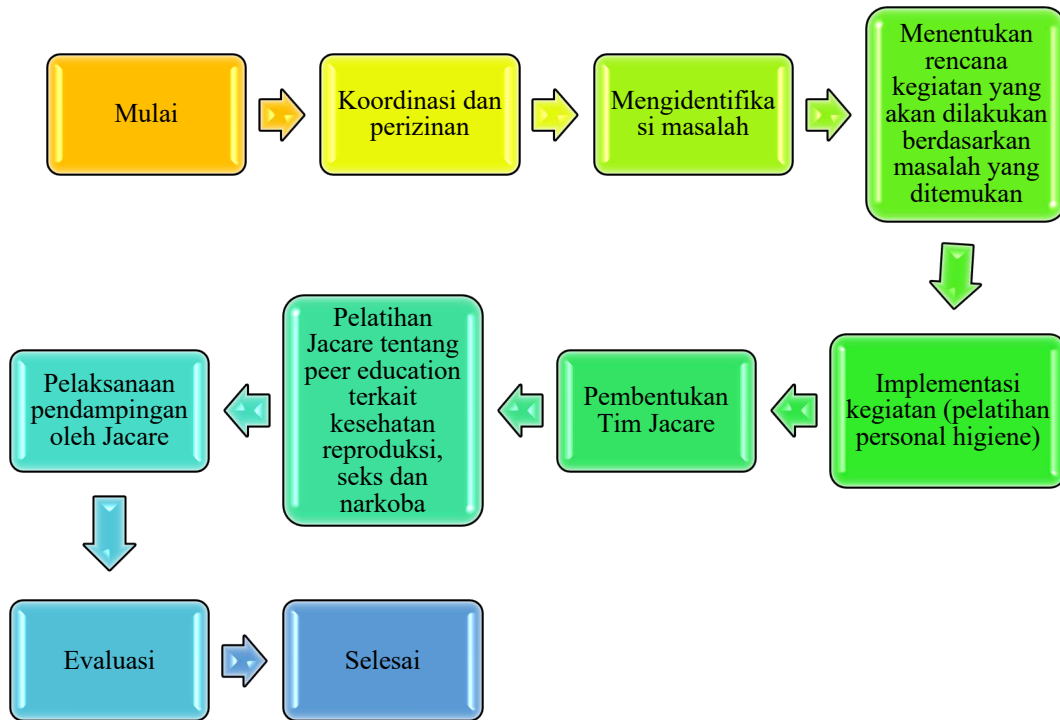 Mulai
Koordinasi dan
perizinan
Mengidentifika
si masalah
Menentukan
rencana
kegiatan yang
akan dilakukan
berdasarkan
masalah yang
ditemukan
Implementasi
kegiatan (pelatihan
personal higiene)
Pembentukan
Tim Jacare
Pelatihan
Jacare tentang
peer education
terkait
kesehatan
reproduksi,
seks dan
narkoba
Pelaksanaan
pendampingan
oleh Jacare
Evaluasi
Selesai